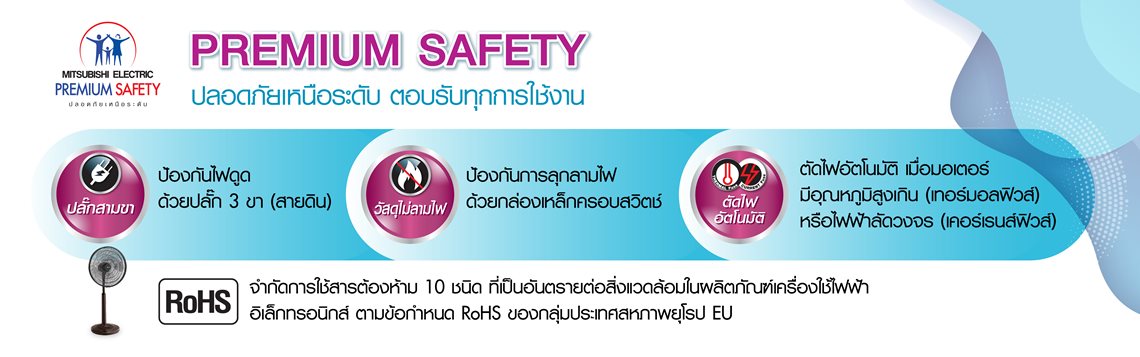 MITSUBISHI ELECTRIC
PREMIUM SAFETY
ปลอดภัยเหนือระดับ
PREMIUM SAFETY
ปลอดภัยเหนือระดับ ตอบรับทุกการใช้งาน
ปลั๊กสามขา
ป้องกันไฟดูด
ด้วยปลั๊ก 3 ขา (สายดิน)
วัสดุไม่ลามไฟ
ป้องกันการลุกลามไฟ
ด้วยกล่องเหล็กครอบสวิตช์
ตัดไฟ
อัตโนมัติ
ตัดไฟอัตโนมัติ เมื่อมอเตอร์
มีอุณหภูมิสูงเกิน (เทอร์มอลฟิวส์)
หรือไฟฟ้าลัดวงจร (เคอร์เรนส์ฟิวส์)
RoHS
จำกัดการใช้สารต้องห้าม 10 ชนิด ที่เป็นอันตรายต่อสิ่งแวดล้อมในผลิตภัณฑ์เครื่องใช้ไฟฟ้า
อิเล็กทรอนิกส์ ตามข้อกำหนด RoHS ของกลุ่มประเทศสหภาพยุโรป EU